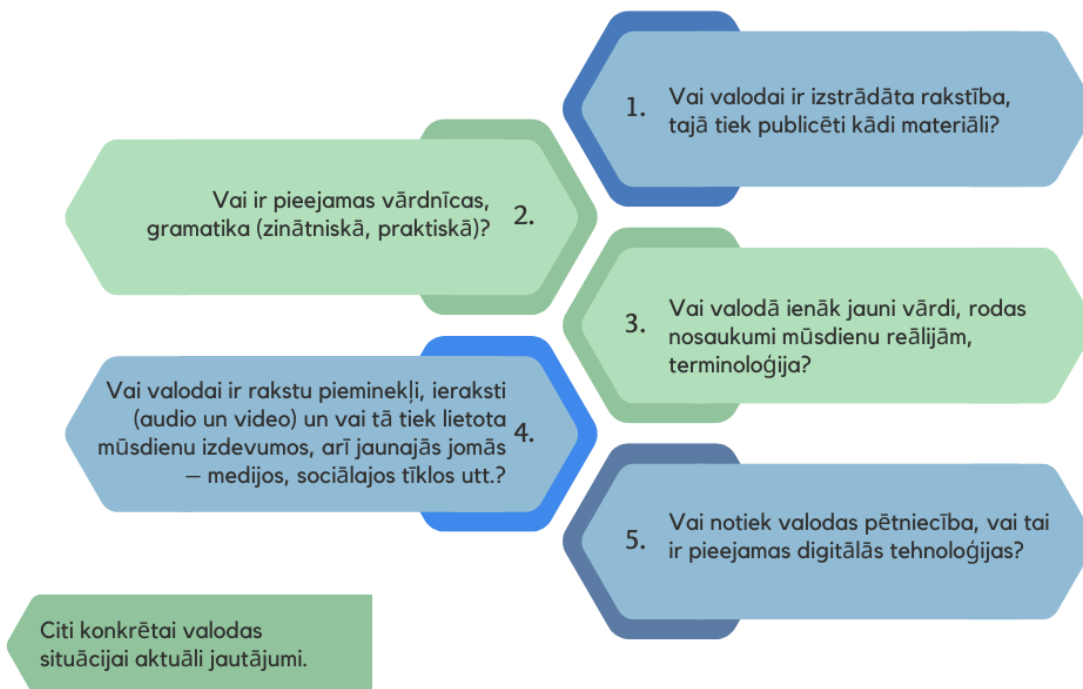 1. Vai valodai ir izstrādāta rakstība,
tajā tiek publicēti kādi materiāli?
Vai ir pieejamas vārdnīcas,
gramatika (zinātniskā, praktiskā)? 2.
3. Vai valodā ienāk jauni vārdi, rodas
nosaukumi mūsdienu reālijām,
terminoloģija?
Vai valodai ir rakstu pieminekļi, ieraksti
(audio un video) un vai tā tiek lietota
mūsdienu izdevumos, arī jaunajās jomās 4.
– medijos, sociālajos tīklos utt.?
5. Vai notiek valodas pētniecība, vai tai
ir pieejamas digitālās tehnoloģijas?
Citi konkrētai valodas
situācijai aktuāli jautājumi.